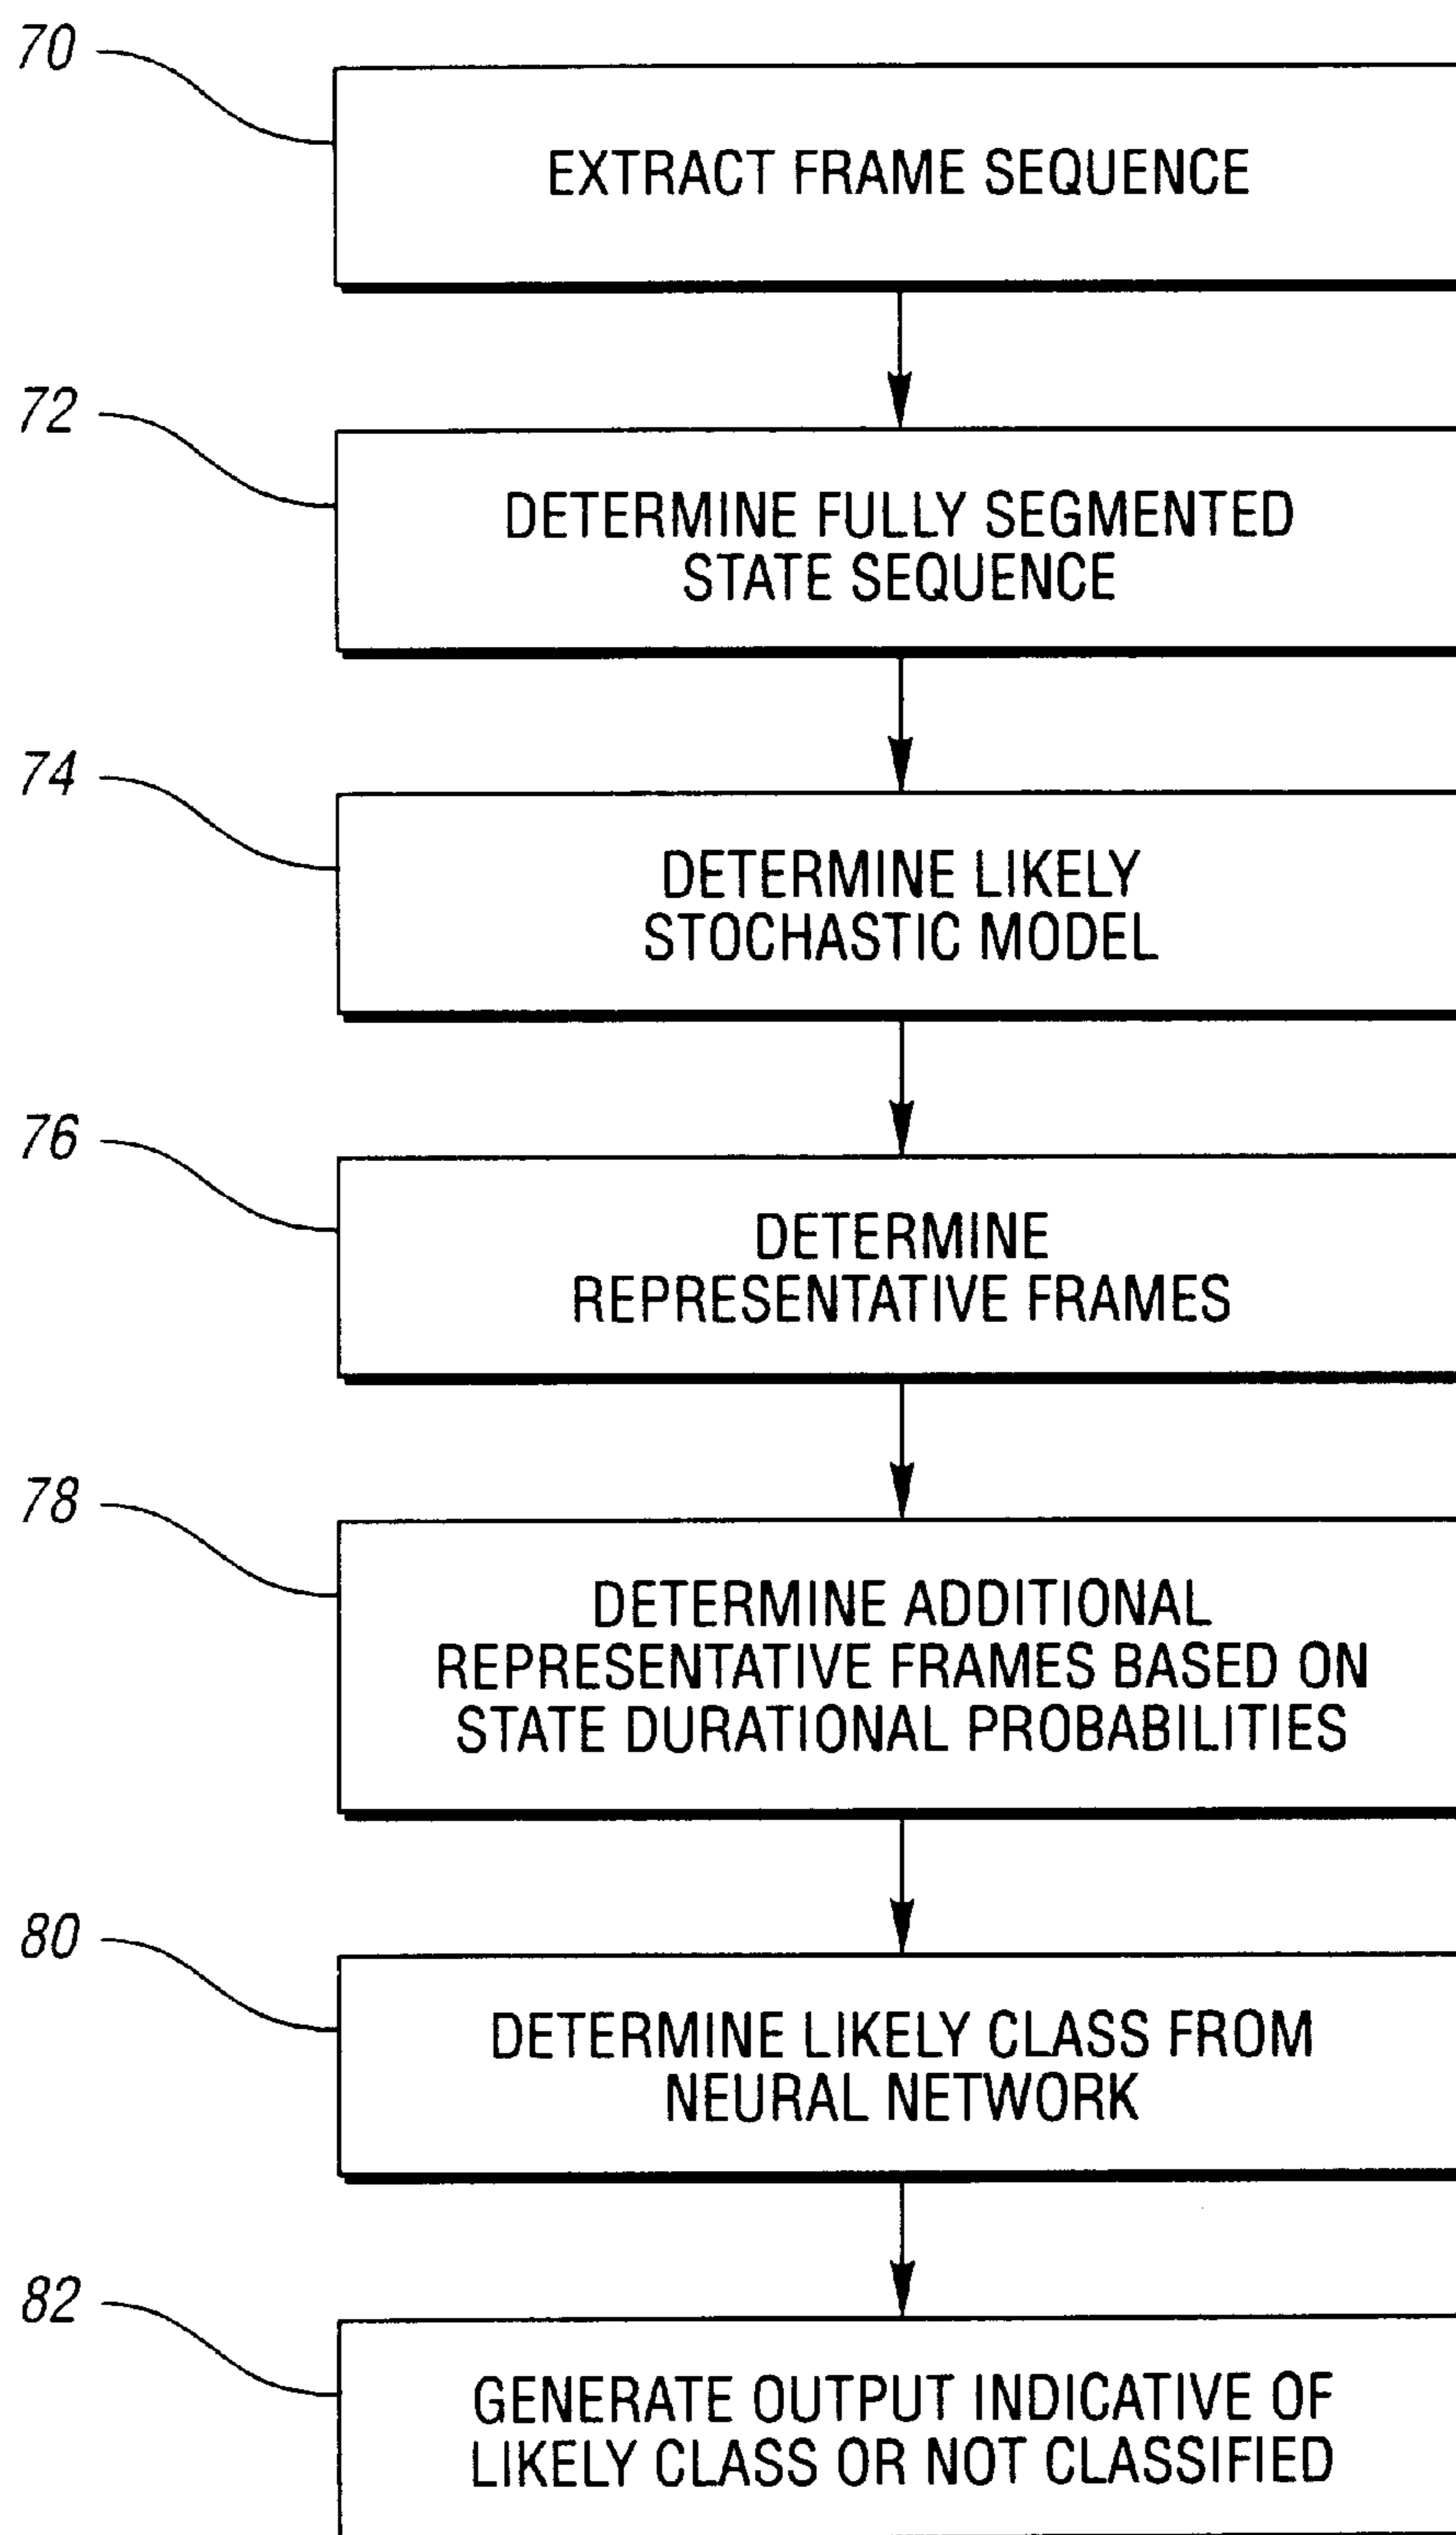 70
EXTRACT FRAME SEQUENCE
72
DETERMINE FULLY SEGMENTED
STATE SEQUENCE
74
DETERMINE LIKELY
STOCHASTIC MODEL
76
DETERMINE
REPRESENTATIVE FRAMES
78
DETERMINE ADDITIONAL
REPRESENTATIVE FRAMES BASED ON
STATE DURATIONAL PROBABILITIES
80
DETERMINE LIKELY CLASS FROM
NEURAL NETWORK
82
GENERATE OUTPUT INDICATIVE OF
LIKELY CLASS OR NOT CLASSIFIED